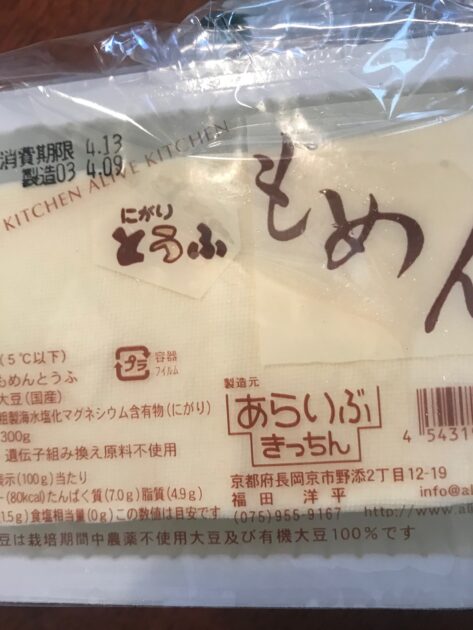 消費期限 4.13
製造03 4.09
KITCHEN ALIVE KITCHEN
にがり
とうふ
もめん
(5℃以下)
もめんとうふ
大豆(国産)
粗製海水塩化マグネシウム含有物(にがり)
300g
遺伝子組み換え原料不使用
プラ
容器
フィルム
表示(100g)当たり
(80kcal)たんぱく質(7.0g)脂質(4.9g)
1.5g)食塩相当量(0g)この数値は目安です
豆は栽培期間中農薬不使用大豆及び有機大豆100%です
製造元
あらいぶ
きっちん
京都府長岡京市野添2丁目12-19
福田 洋平
(075)955-9167
info@al
http://www.ali
4 54319